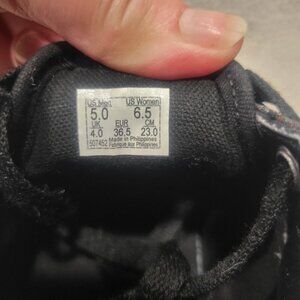 US Men US Women
5.0 6.5
UK EUR CM
4.0 36.5 23.0
507452 Made in Philippines
Fabriqué aux Philippines